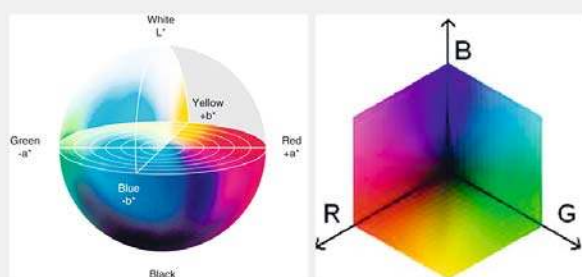 White
L*
Yellow
+b*
Green
-a*
Red
+a*
Blue
-b*
Black
B
R
G